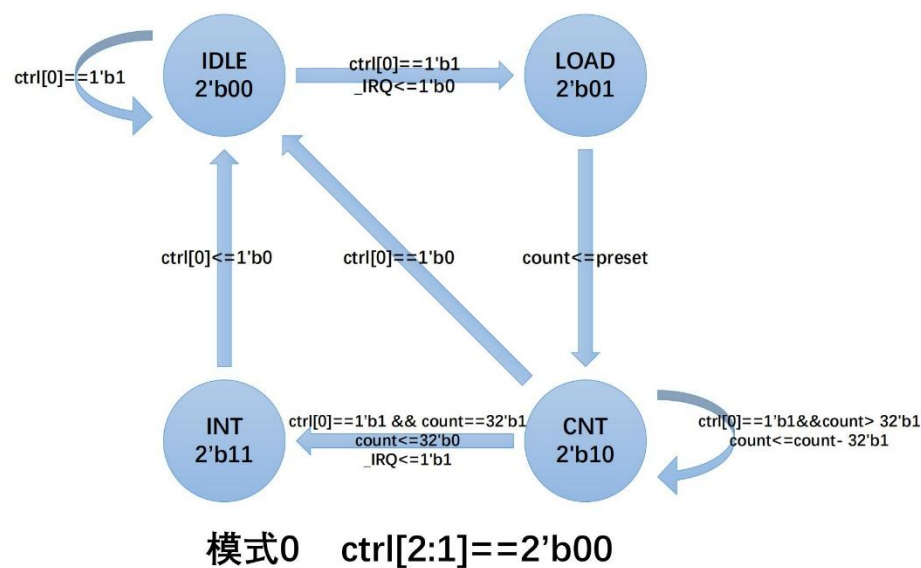 IDLE
2'b00
LOAD
2'b01
ctrl[0]==1'b1
ctrl[0]==1'b1
_IRQ<=1'b0
ctrl[0]<=1'b0
ctrl[0]==1'b0
count<=preset
INT
2'b11
ctrl[0]==1'b1 && count==32'b1
count<=32'b0
_IRQ<=1'b1
CNT
2'b10
ctrl[0]==1'b1&&count> 32'b1
count<=count- 32'b1
模式0 ctrl[2:1]==2'b00